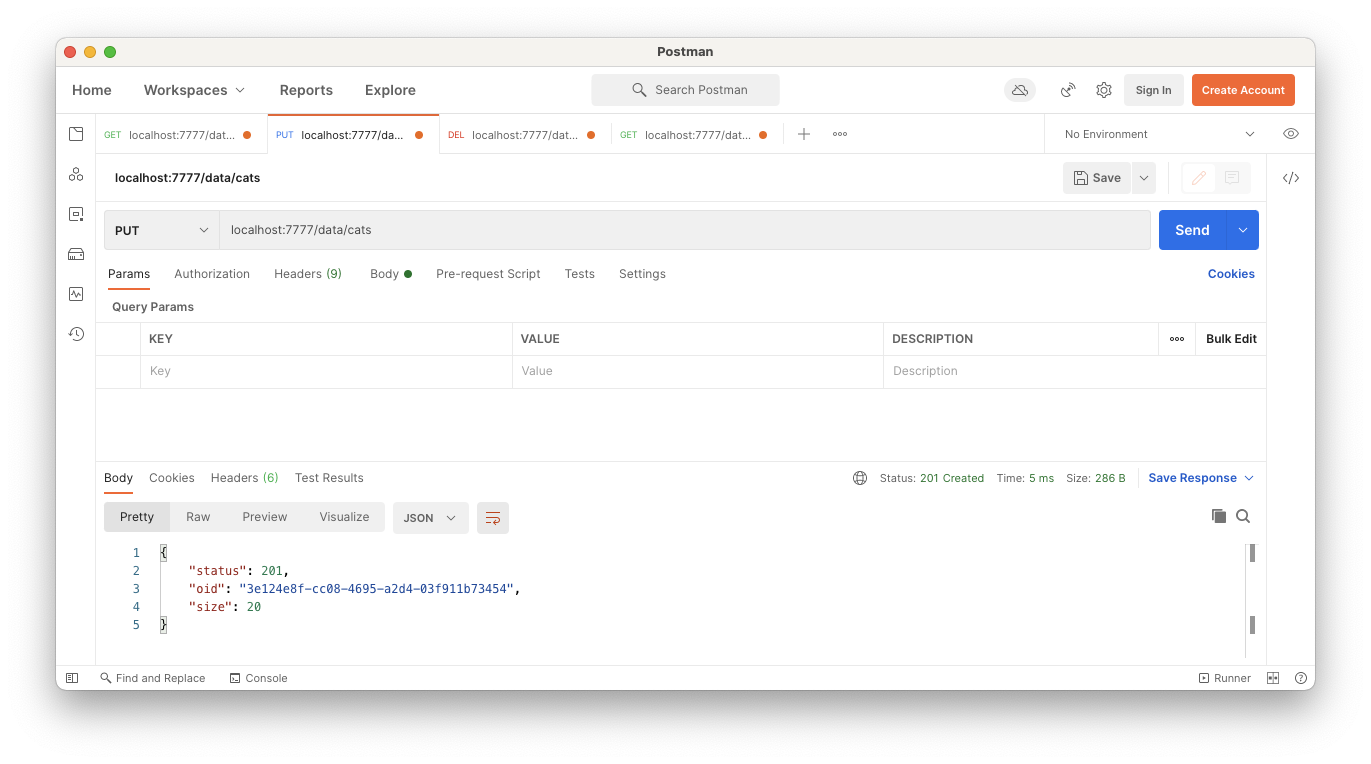 Postman
Home Workspaces Reports Explore Search Postman Sign In Create Account
GET localhost:7777/dat... PUT localhost:7777/da... DEL localhost:7777/dat... GET localhost:7777/dat... No Environment
localhost:7777/data/cats Save
PUT localhost:7777/data/cats Send
Params Authorization Headers (9) Body Pre-request Script Tests Settings Cookies
Query Params
KEY VALUE DESCRIPTION Bulk Edit
Key Value Description
Body Cookies Headers (6) Test Results Status: 201 Created Time: 5 ms Size: 286 B Save Response
Pretty Raw Preview Visualize JSON
1 {
2 "status": 201,
3 "oid": "3e124e8f-cc08-4695-a2d4-03f911b73454",
4 "size": 20
5 }
Find and Replace Console Runner